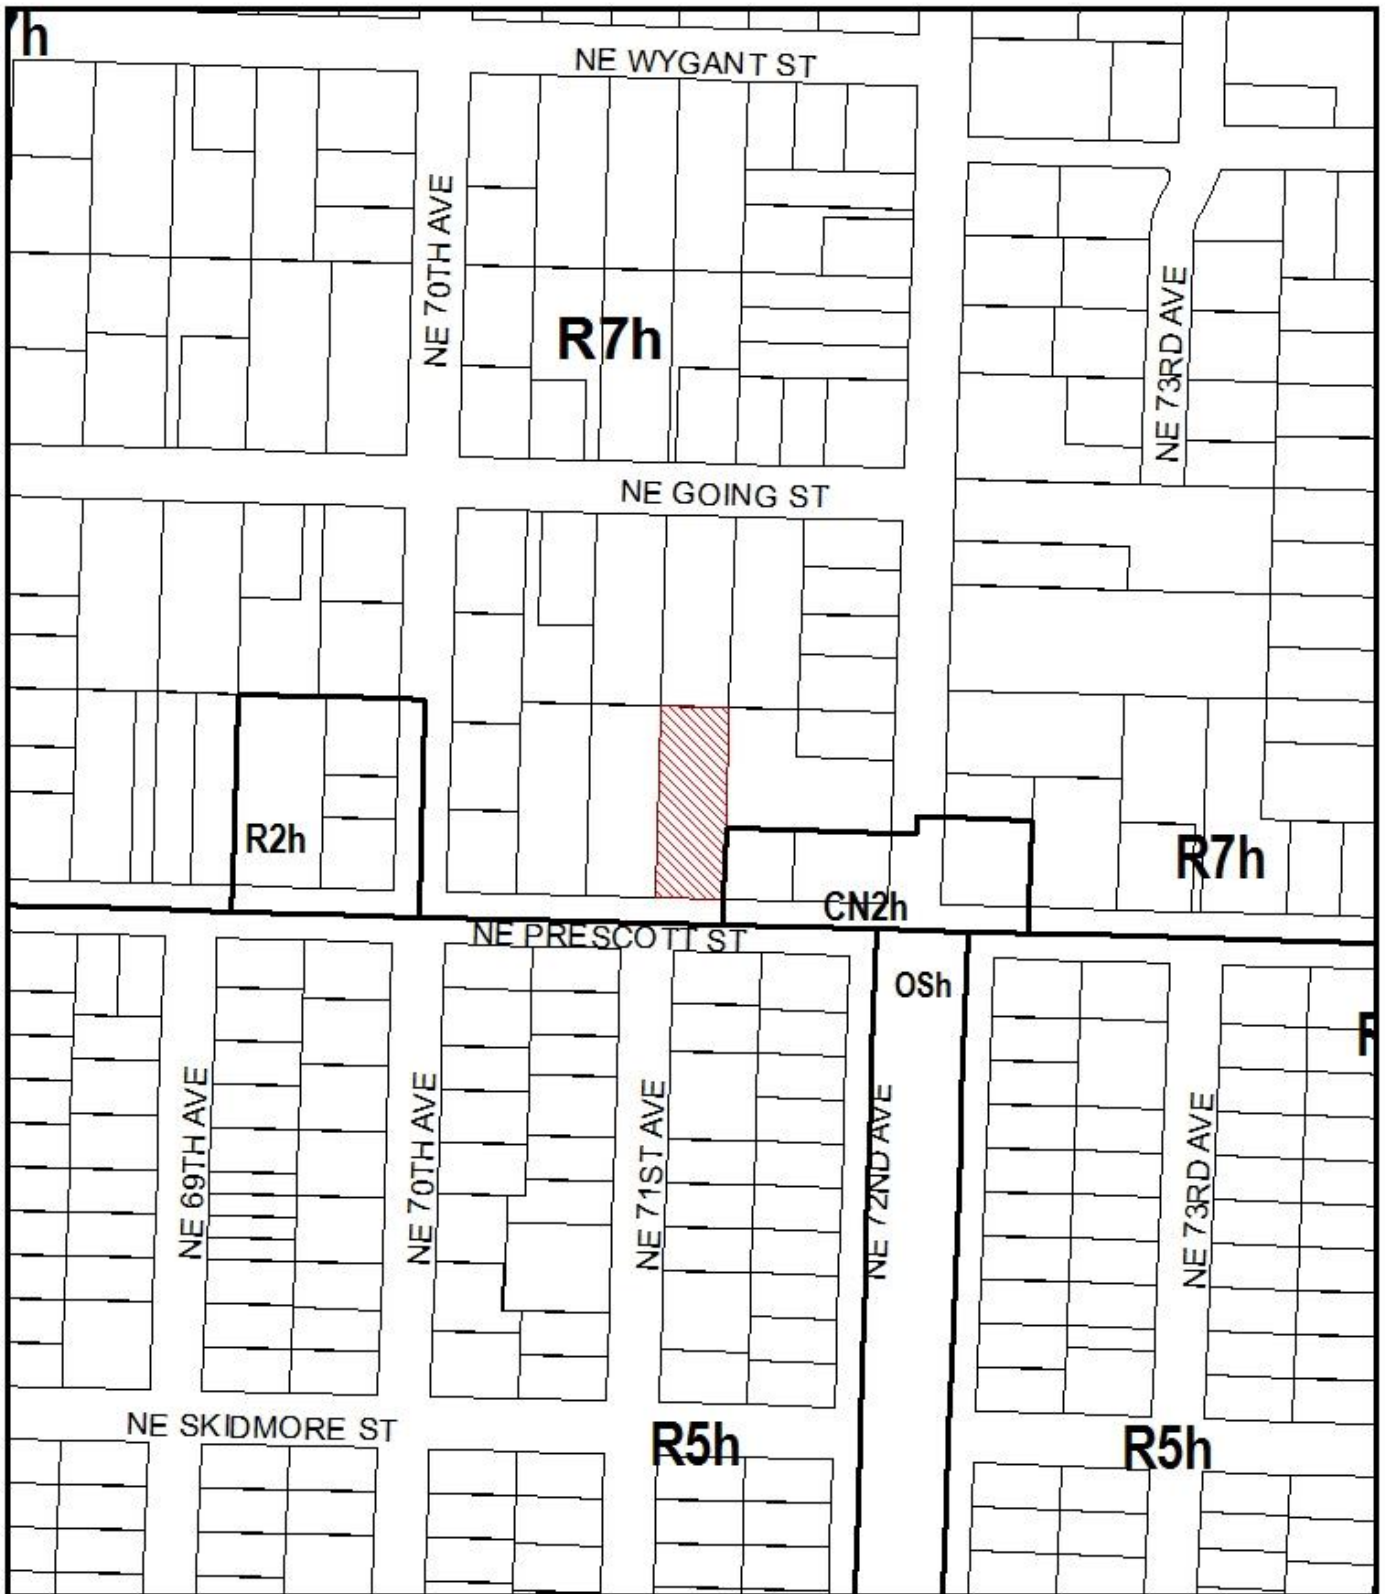 7h
NE WYGANT ST
NE 70TH AVE
R7h
NE 73RD AVE
NE GOING ST
R2h
R7h
CN2h
NE PRESCOTT ST
OSh
R
NE 69TH AVE
NE 70TH AVE
NE 71ST AVE
NE 72ND AVE
NE 73RD AVE
NE SKIDMORE ST
R5h
R5h